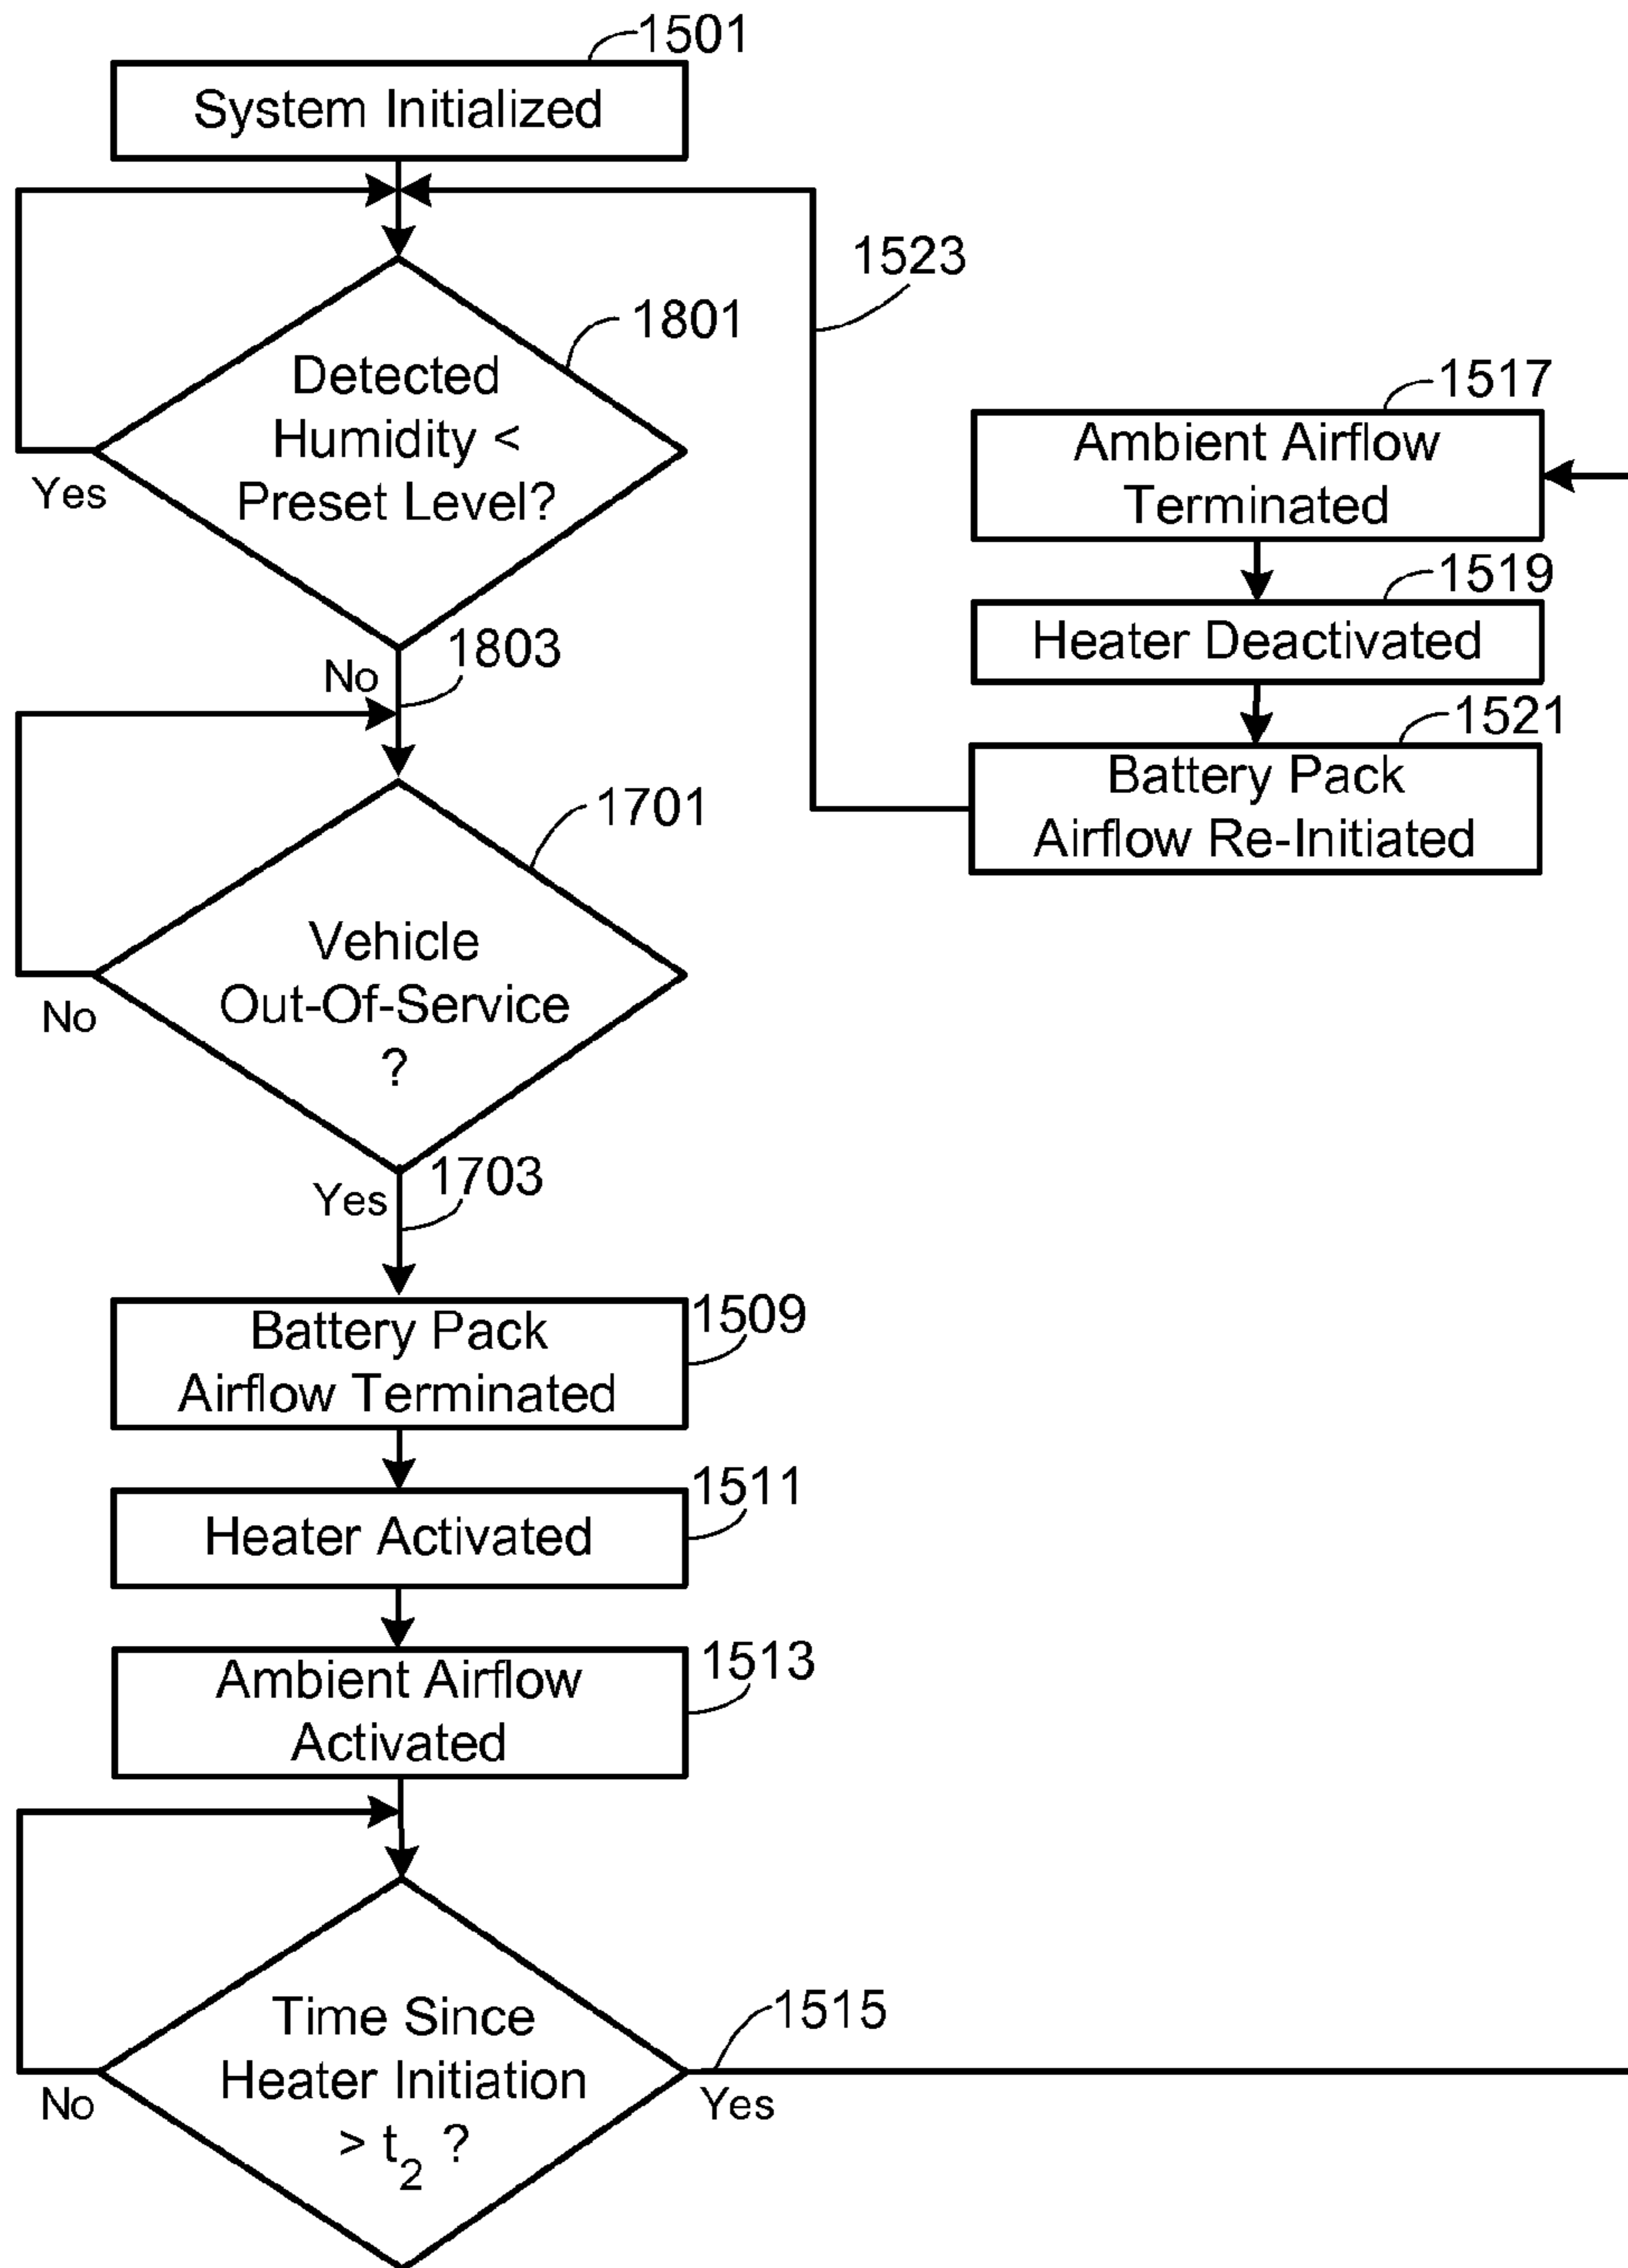 1501
System Initialized
1801
Detected
Humidity <
Preset Level?
Yes
No
1803
1701
Vehicle
Out-Of-Service
?
No
Yes
1703
1509
Battery Pack
Airflow Terminated
1511
Heater Activated
1513
Ambient Airflow
Activated
Time Since
Heater Initiation
> t2 ?
No
1515
Yes
1517
Ambient Airflow
Terminated
1519
Heater Deactivated
1521
Battery Pack
Airflow Re-Initiated
1523